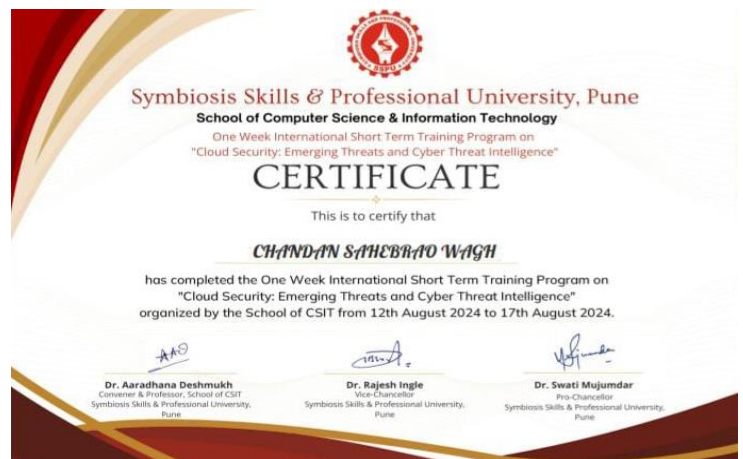 SSPU
Symbiosis Skills & Professional University, Pune
School of Computer Science & Information Technology
One Week International Short Term Training Program on
"Cloud Security: Emerging Threats and Cyber Threat Intelligence"
CERTIFICATE
This is to certify that
CHANDAN SAHEBRAO WAGH
has completed the One Week International Short Term Training Program on
"Cloud Security: Emerging Threats and Cyber Threat Intelligence"
organized by the School of CSIT from 12th August 2024 to 17th August 2024.
Dr. Aaradhana Deshmukh
Convener & Professor, School of CSIT
Symbiosis Skills & Professional University,
Pune
Dr. Rajesh Ingle
Vice-Chancellor
Symbiosis Skills & Professional University,
Pune
Dr. Swati Mujumdar
Pro-Chancellor
Symbiosis Skills & Professional University,
Pune